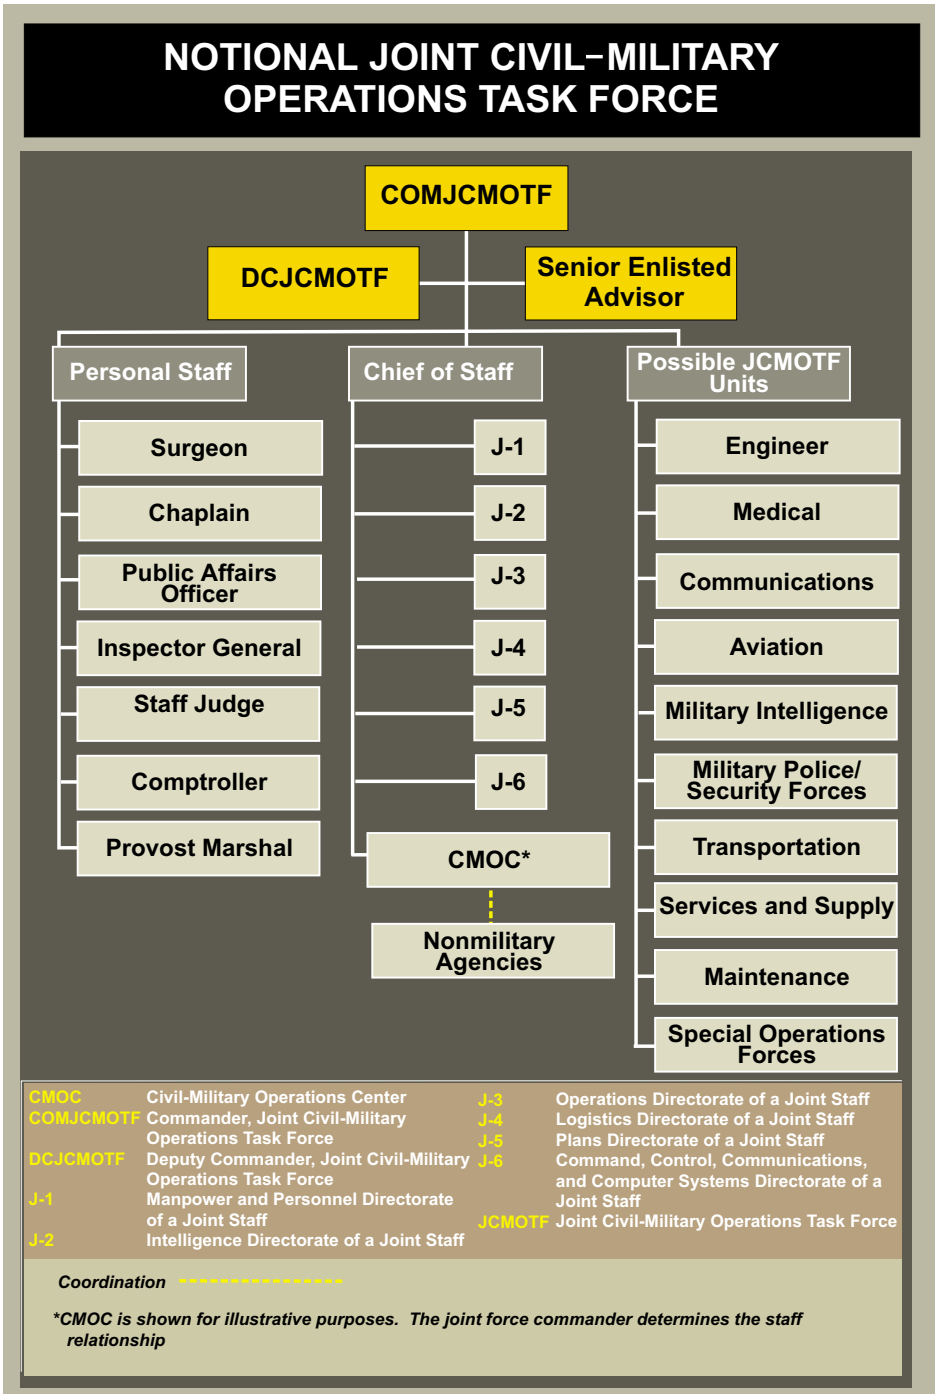 NOTIONAL JOINT CIVIL-MILITARY
OPERATIONS TASK FORCE
COMJCMOTF
DCJCMOTF
Senior Enlisted
Advisor
Personal Staff
Surgeon
Chaplain
Public Affairs
Officer
Inspector General
Staff Judge
Comptroller
Provost Marshal
Chief of Staff
J-1
J-2
J-3
J-4
J-5
J-6
CMOC*
Nonmilitary
Agencies
Possible JCMOTF
Units
Engineer
Medical
Communications
Aviation
Military Intelligence
Military Police/
Security Forces
Transportation
Services and Supply
Maintenance
Special Operations
Forces
CMOC Civil-Military Operations Center
COMJCMOTF Commander, Joint Civil-Military
Operations Task Force
DCJCMOTF Deputy Commander, Joint Civil-Military
Operations Task Force
J-1 Manpower and Personnel Directorate
of a Joint Staff
J-2 Intelligence Directorate of a Joint Staff
J-3 Operations Directorate of a Joint Staff
J-4 Logistics Directorate of a Joint Staff
J-5 Plans Directorate of a Joint Staff
J-6 Command, Control, Communications,
and Computer Systems Directorate of a
Joint Staff
JCMOTF Joint Civil-Military Operations Task Force
Coordination
*CMOC is shown for illustrative purposes. The joint force commander determines the staff
relationship